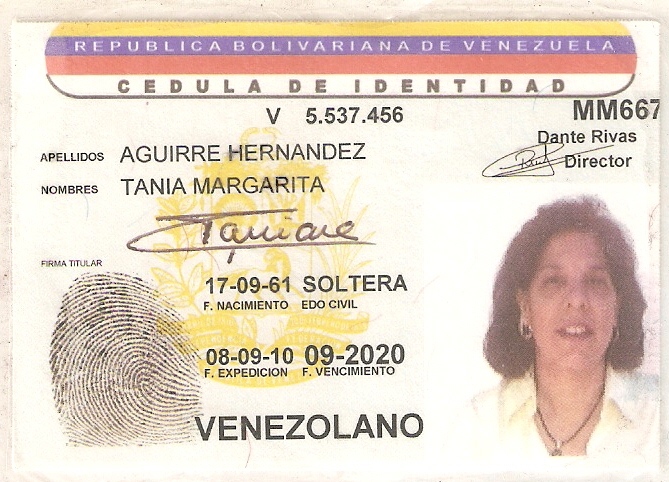 REPUBLICA BOLIVARIANA DE VENEZUELA
CEDULA DE IDENTIDAD
V 5.537.456
MM667
Dante Rivas
Director
APELLIDOS AGUIRRE HERNANDEZ
NOMBRES TANIA MARGARITA
FIRMA TITULAR
17-09-61 SOLTERA
F. NACIMIENTO EDO CIVIL
08-09-10 09-2020
F. EXPEDICION F. VENCIMIENTO
VENEZOLANO